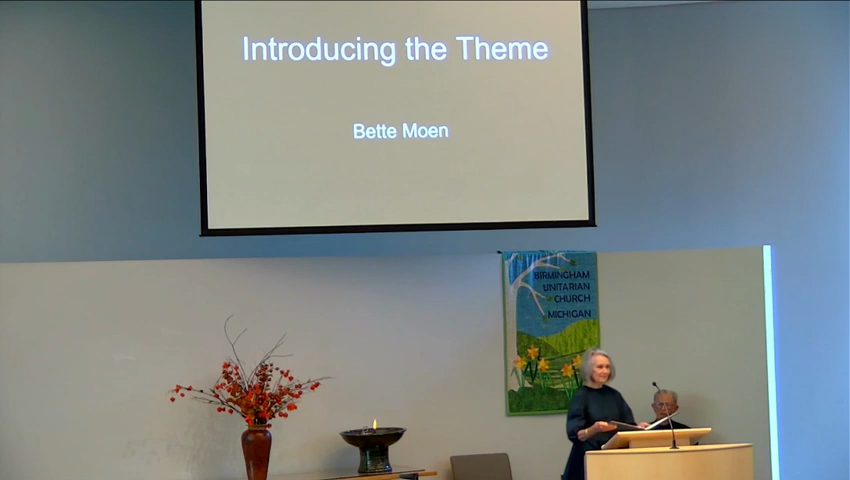 Introducing the Theme
Bette Moen
BIRMINGHAM
UNITARIAN
CHURCH
MICHIGAN